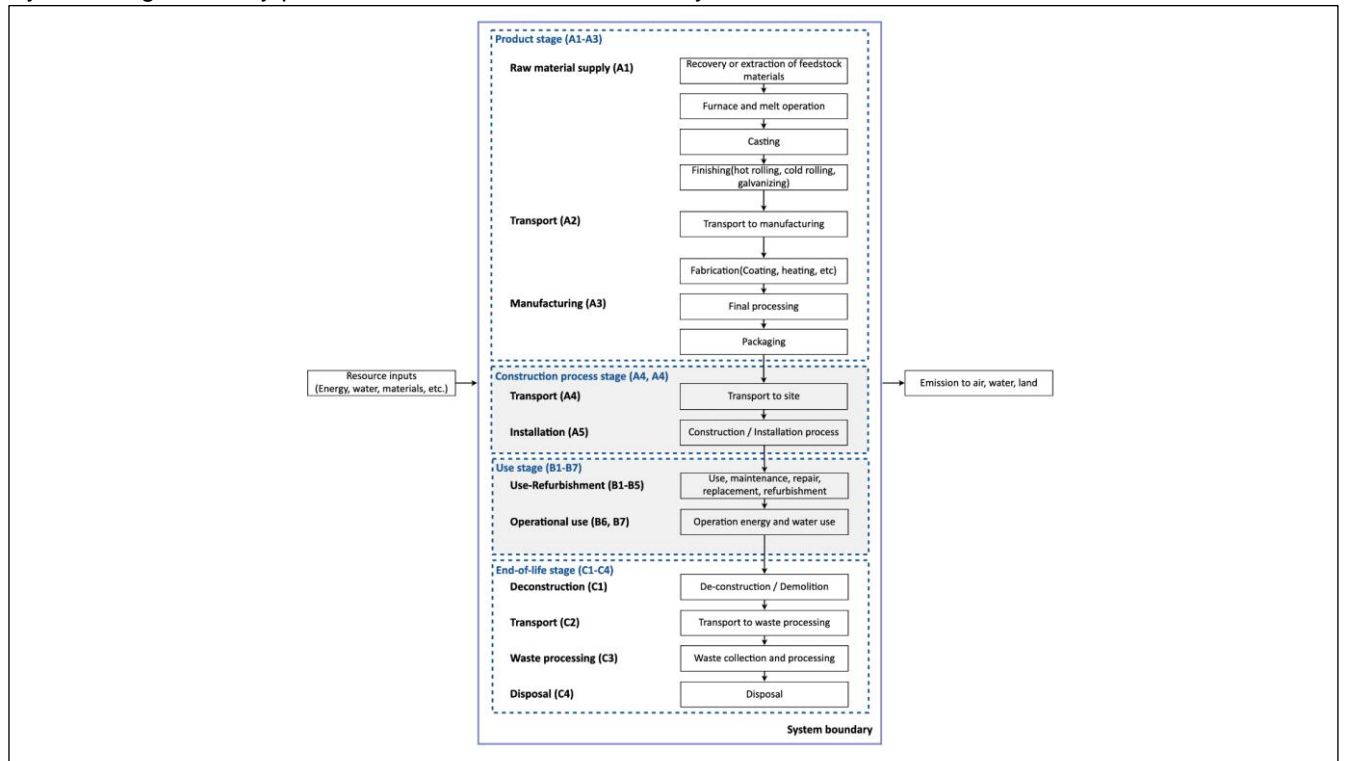 Product stage (A1-A3)
Raw material supply (A1)
Recovery or extraction of feedstock
materials
Furnace and melt operation
Casting
Finishing(hot rolling, cold rolling,
galvanizing)
Transport (A2)
Transport to manufacturing
Fabrication(Coating, heating, etc)
Manufacturing (A3)
Final processing
Packaging
Resource inputs
(Energy, water, materials, etc.)
Construction process stage (A4, A4)
Transport (A4)
Transport to site
Installation (A5)
Construction / Installation process
Emission to air, water, land
Use stage (B1-B7)
Use-Refurbishment (B1-B5)
Use, maintenance, repair,
replacement, refurbishment
Operational use (B6, B7)
Operation energy and water use
End-of-life stage (C1-C4)
Deconstruction (C1)
De-construction / Demolition
Transport (C2)
Transport to waste processing
Waste processing (C3)
Waste collection and processing
Disposal (C4)
Disposal
System boundary